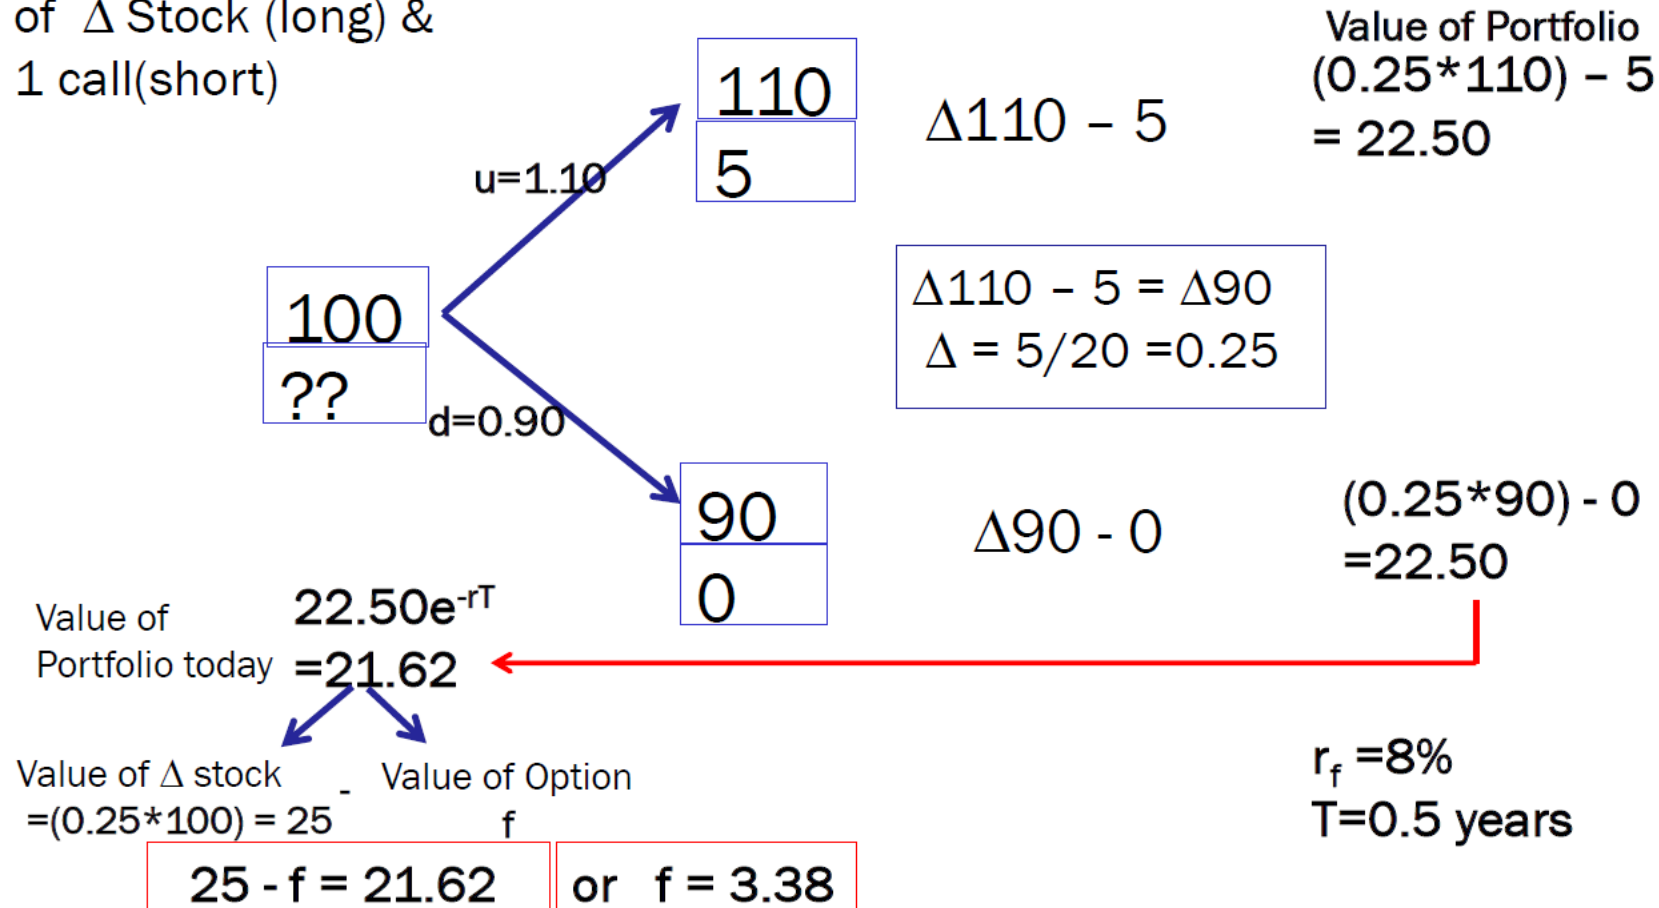 of Δ Stock (long) &
1 call(short)
Value of Portfolio
(0.25*110) – 5
= 22.50
110
5
Δ110 – 5
u=1.10
100
??
Δ110 – 5 = Δ90
Δ = 5/20 =0.25
d=0.90
90
0
Δ90 - 0
(0.25*90) - 0
=22.50
Value of
Portfolio today
22.50e-rT
=21.62
Value of Δ stock
=(0.25*100) = 25
-
Value of Option
f
rf =8%
T=0.5 years
25 - f = 21.62
or f = 3.38